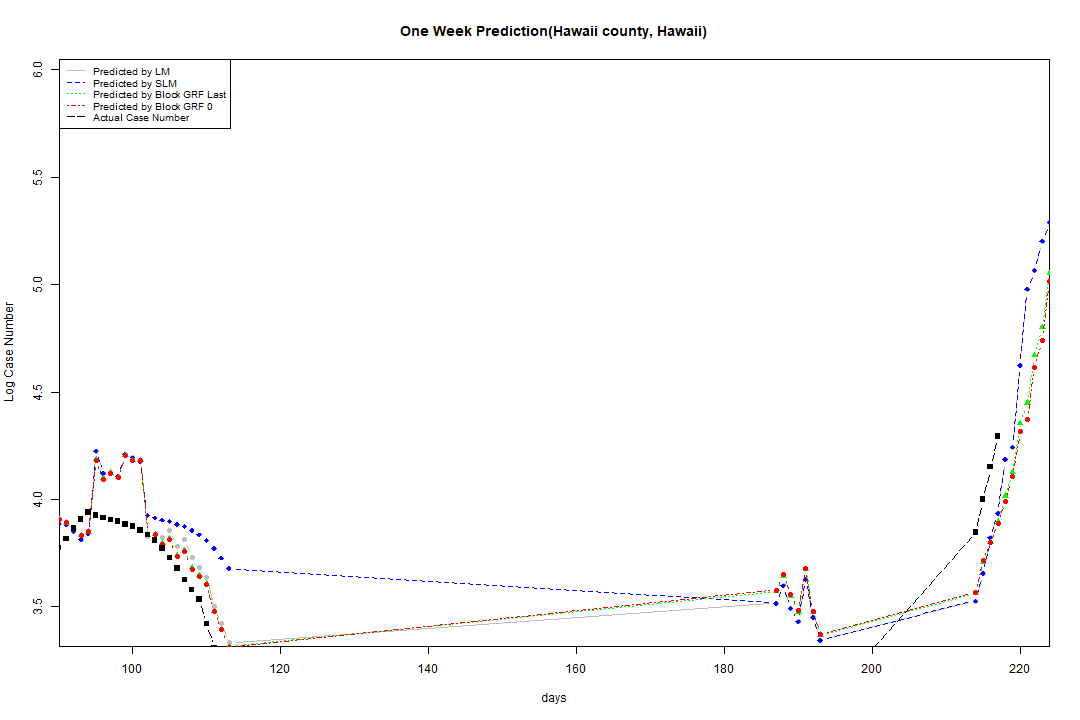 One Week Prediction(Hawaii county, Hawaii)
Predicted by LM
Predicted by SLM
Predicted by Block GRF Last
Predicted by Block GRF 0
Actual Case Number
Log Case Number
6.0
5.5
5.0
4.5
4.0
3.5
100 120 140 160 180 200 220
days